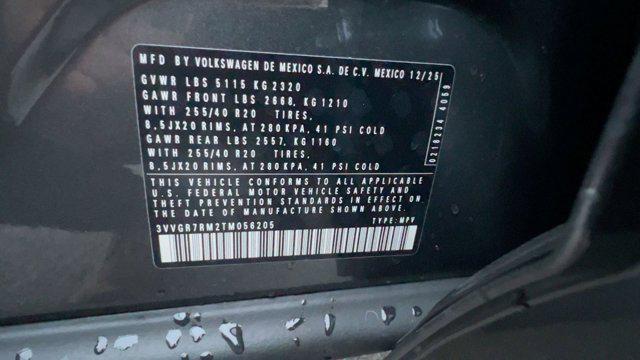 MFD BY VOLKSWAGEN DE MEXICO S.A. DE C.V. MEXICO 12/25
GVWR LBS 5115 KG 2320
GAWR FRONT LBS 2668, KG 1210
WITH 255/40 R20 TIRES,
8,5JX20 RIMS, AT 280 KPA, 41 PSI COLD
GAWR REAR LBS 2557, KG 1160
WITH 255/40 R20 TIRES,
8,5JX20 RIMS, AT 280 KPA, 41 PSI COLD
THIS VEHICLE CONFORMS TO ALL APPLICABLE
U.S. FEDERAL MOTOR VEHICLE SAFETY AND
THEFT PREVENTION STANDARDS IN EFFECT ON
THE DATE OF MANUFACTURE SHOWN ABOVE.
3VVGR7RM2TM056205 TYPE: MPV
0218234 4059